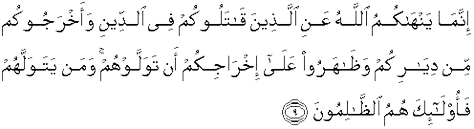 إِنَّمَا يَنْهَىٰكُمُ ٱللَّهُ عَنِ ٱلَّذِينَ قَٰتَلُوكُمْ فِى ٱلدِّينِ وَأَخْرَجُوكُم
مِّن دِيَٰرِكُمْ وَظَٰهَرُوا۟ عَلَىٰٓ إِخْرَاجِكُمْ أَن تَوَلَّوْهُمْ ۚ وَمَن يَتَوَلَّهُمْ
فَأُو۟لَٰٓئِكَ هُمُ ٱلظَّٰلِمُونَ ۝٩